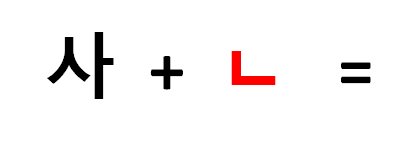 사 + ㄴ =